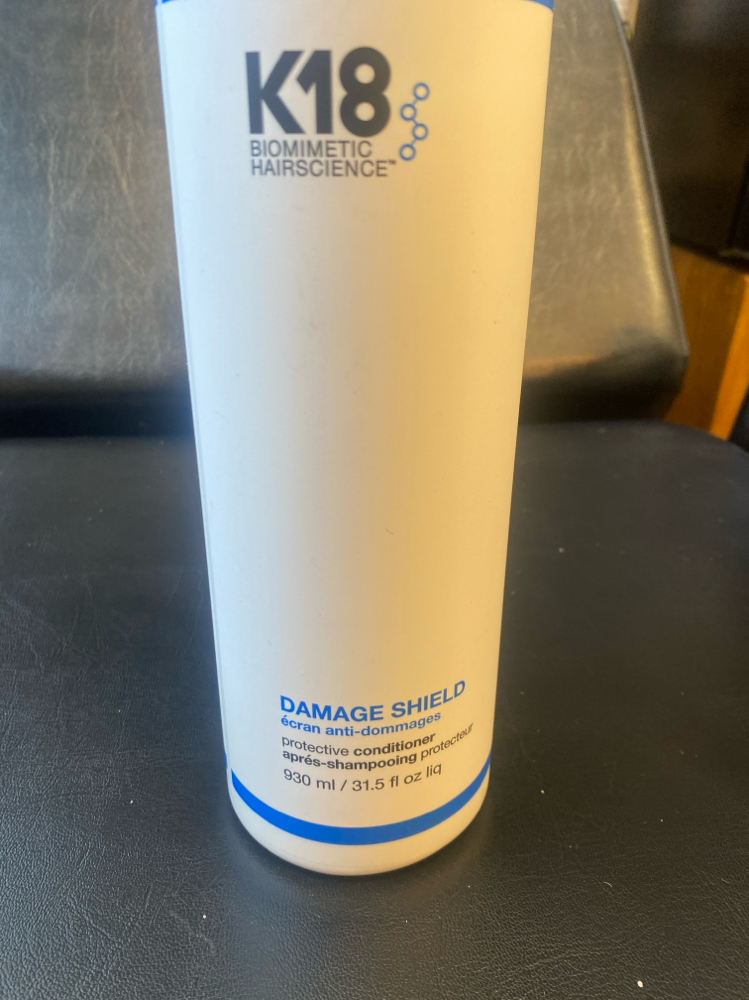 K18
BIOMIMETIC
HAIRSCIENCE™
DAMAGE SHIELD
écran anti-dommages
protective conditioner
aprés-shampooing protecteur
930 ml / 31.5 fl oz liq